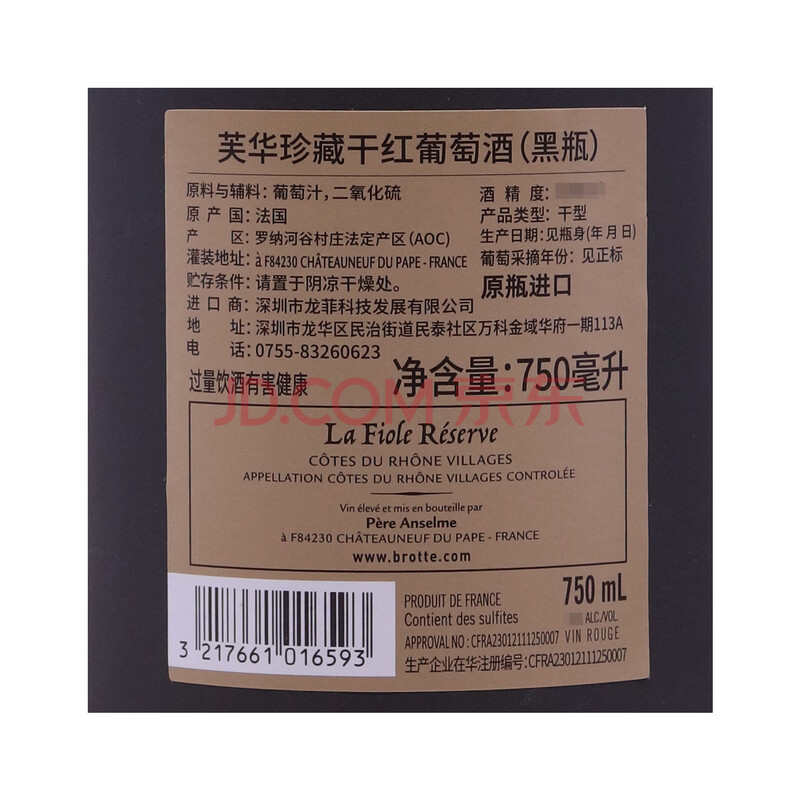 芙华珍藏干红葡萄酒(黑瓶)
原料与辅料:葡萄汁,二氧化硫
酒 精 度:
原 产 国:法国
产品类型:干型
产 区:罗纳河谷村庄法定产区(AOC)
生产日期:见瓶身(年月日)
灌装地址:à F84230 CHÂTEAUNEUF DU PAPE - FRANCE
葡萄采摘年份:见正标
贮存条件:请置于阴凉干燥处。
原瓶进口
进 口 商:深圳市龙菲科技发展有限公司
地 址:深圳市龙华区民治街道民泰社区万科金域华府一期113A
电 话:0755-83260623
净含量:750毫升
过量饮酒有害健康
JD.COM 京东
La Fiole Réserve
CÔTES DU RHÔNE VILLAGES
APPELLATION CÔTES DU RHÔNE VILLAGES CONTROLÉE
Vin élevé et mis en bouteille par
Père Anselme
à F84230 CHÂTEAUNEUF DU PAPE - FRANCE
www.brotte.com
3 217661 016593
PRODUIT DE FRANCE
750 mL
Contient des sulfites
ALC./VOL.
APPROVAL NO: CFRA23012111250007 VIN ROUGE
生产企业在华注册编号:CFRA23012111250007